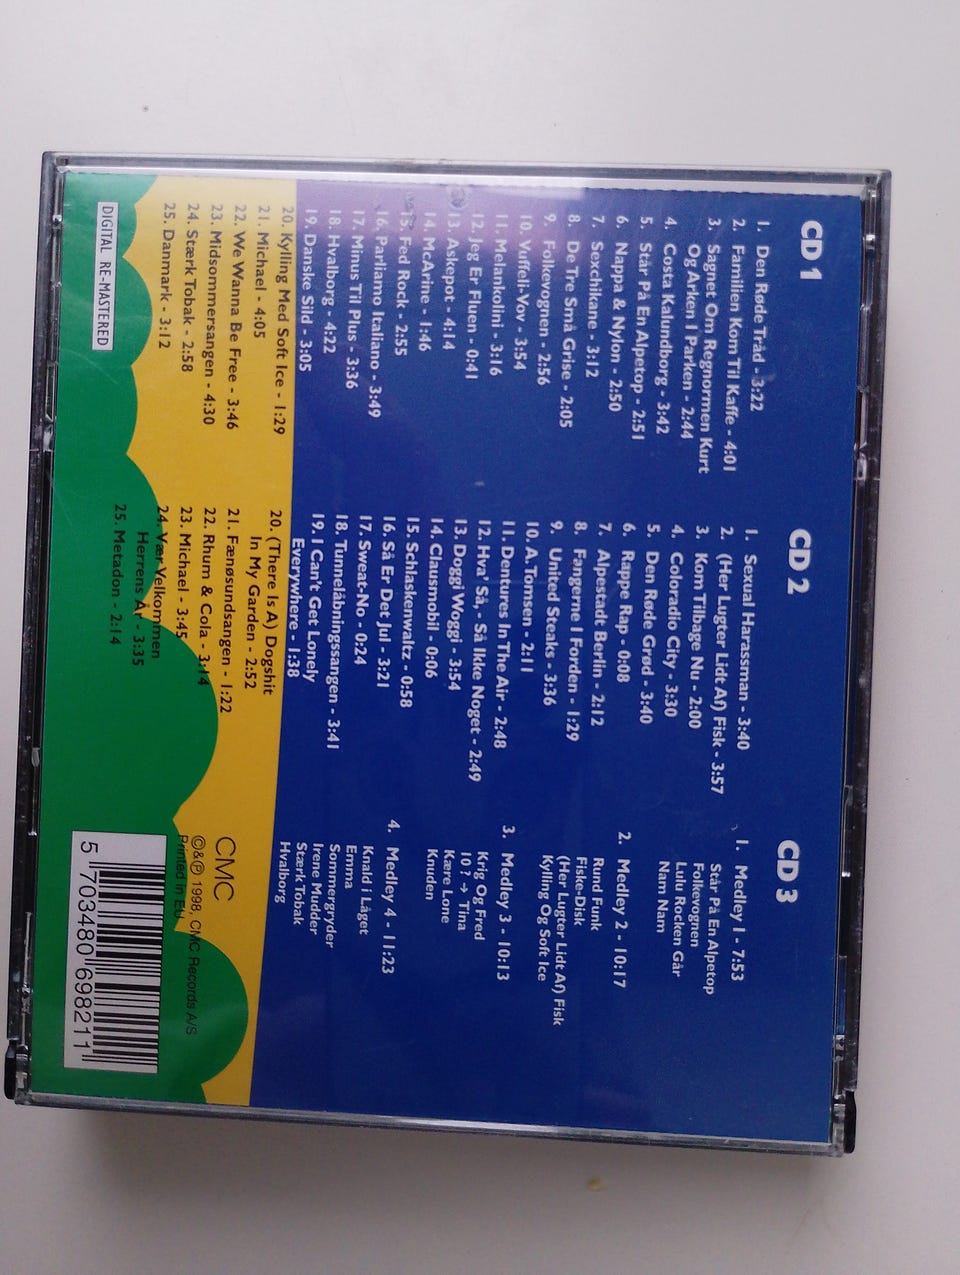 CD 1
1. Den Røde Tråd - 3:22
2. Familien Kom Til Kaffe - 4:01
3. Sagnet Om Regnormen Kurt
Og Arken I Parken - 2:44
4. Costa Kalundborg - 3:42
5. Står På En Alpetop - 2:51
6. Nappa & Nylon - 2:50
7. Sexchikane - 3:12
8. De Tre Små Grise - 2:05
9. Folkevognen - 2:56
10. Vuffeli-Vov - 3:54
11. Melankolini - 3:16
12. Jeg Er Fuen - 0:41
13. Askepot - 4:14
14. McArine - 1:46
15. Fed Rock - 2:55
16. Parliamo Italiano - 3:49
17. Minus Til Plus - 3:36
18. Hvalborg - 4:22
19. Danske Sild - 3:05
20. Kylling Med Soft Ice - 1:29
21. Michael - 4:05
22. We Wanna Be Free - 3:46
23. Midsommersangen - 4:30
24. Stærk Tobak - 2:58
25. Danmark - 3:12
DIGITAL RE-MASTERED
CD 2
1. Sexual Harassman - 3:40
2. (Her Lugter Lidt Af) Fisk - 3:57
3. Kom Tilbage Nu - 2:00
4. Coloradio City - 3:30
5. Den Røde Grød - 3:40
6. Rappe Rap - 0:08
7. Alpestadt Berlin - 2:12
8. Fangerne I Forden - 1:29
9. United Steaks - 3:36
10. A. Tomsen - 2:11
11. Dentures In The Air - 2:48
12. Hva' Så, - Så Ikke Noget - 2:49
13. Doggi Woggi - 3:54
14. Clausmobil - 0:06
15. Schlaskenwaltz - 0:58
16. Så Er Det Jul - 3:21
17. Sweat-No - 0:24
18. Tunnelåbningssangen - 3:41
19. I Can't Get Lonely
Everywhere - 1:38
20. (There Is A) Dogshit
In My Garden - 2:52
21. Fænøsundsangen - 1:22
22. Rhum & Cola - 3:14
23. Michael - 3:45
24. Vær Velkommen
Herrens År - 3:35
25. Metadon - 2:14
CD 3
1. Medley 1 - 7:53
Står På En Alpetop
Folkevognen
Lulu Rocken Går
Nam Nam
2. Medley 2 - 10:17
Rund Funk
Fiske-Disk
(Her Lugter Lidt Af) Fisk
Kylling Og Soft Ice
3. Medley 3 - 10:13
Krig Og Fred
10 ? → Tina
Kære Lone
Knuden
4. Medley 4 - 11:23
Knald i Låget
Emma
Sommergryder
Irene Mudder
Stærk Tobak
Hvalborg
CMC
©&℗ 1998, CMC Records A/S
Printed in EU
5 703480 698211